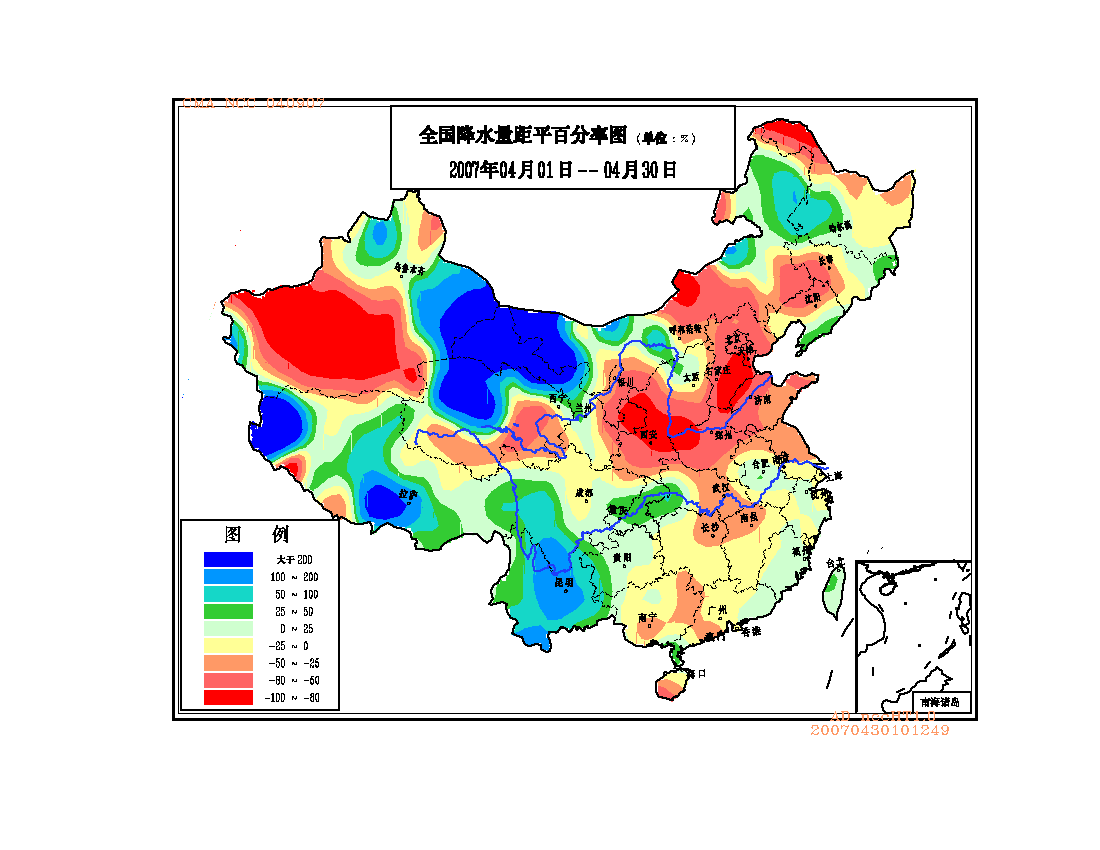 CMA NCC 040902
全国降水量距平百分率图 (单位:%)
2007年04月01日 -- 04月30日
哈尔滨
乌鲁木齐
长春
沈阳
呼和浩特
北京
天津
银川
太原
石家庄
西宁
兰州
济南
西安
郑州
合肥
南京
上海
拉萨
成都
武汉
杭州
重庆
长沙
南昌
贵阳
福州
台北
昆明
南宁
广州
澳门
香港
海口
图 例
大于200
100 ~ 200
50 ~ 100
25 ~ 50
0 ~ 25
-25 ~ 0
-50 ~ -25
-80 ~ -50
-100 ~ -80
南海诸岛
20070430101249